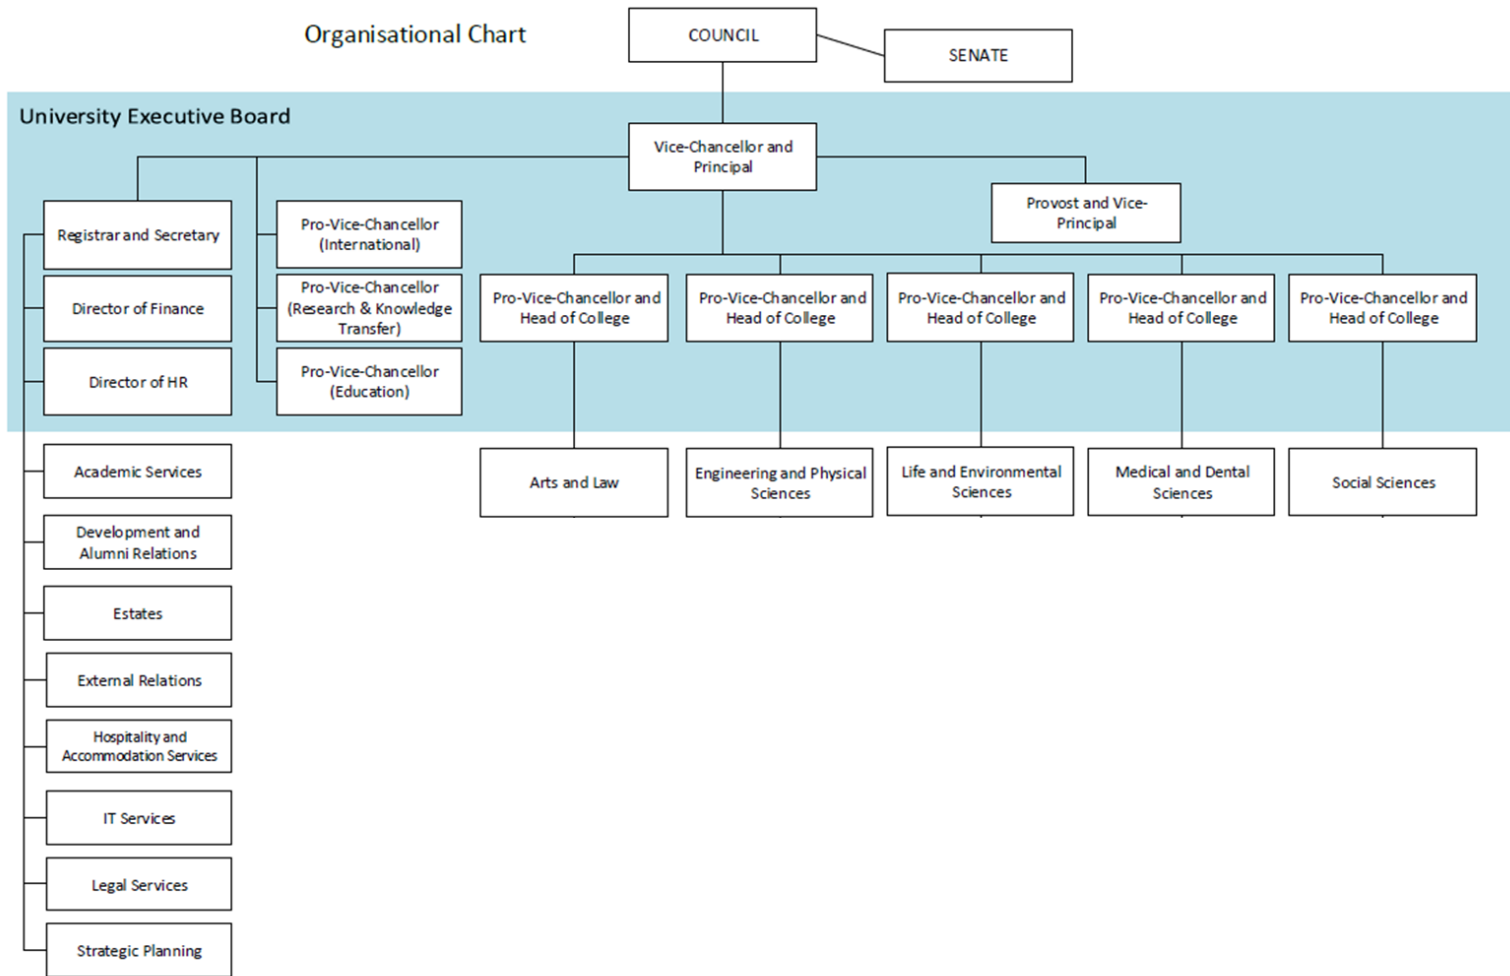 Organisational Chart
COUNCIL
SENATE
University Executive Board
Vice-Chancellor and
Principal
Provost and Vice-
Principal
Registrar and Secretary
Director of Finance
Director of HR
Pro-Vice-Chancellor
(International)
Pro-Vice-Chancellor
(Research & Knowledge
Transfer)
Pro-Vice-Chancellor
(Education)
Pro-Vice-Chancellor and
Head of College
Pro-Vice-Chancellor and
Head of College
Pro-Vice-Chancellor and
Head of College
Pro-Vice-Chancellor and
Head of College
Pro-Vice-Chancellor and
Head of College
Arts and Law
Engineering and Physical
Sciences
Life and Environmental
Sciences
Medical and Dental
Sciences
Social Sciences
Academic Services
Development and
Alumni Relations
Estates
External Relations
Hospitality and
Accommodation Services
IT Services
Legal Services
Strategic Planning